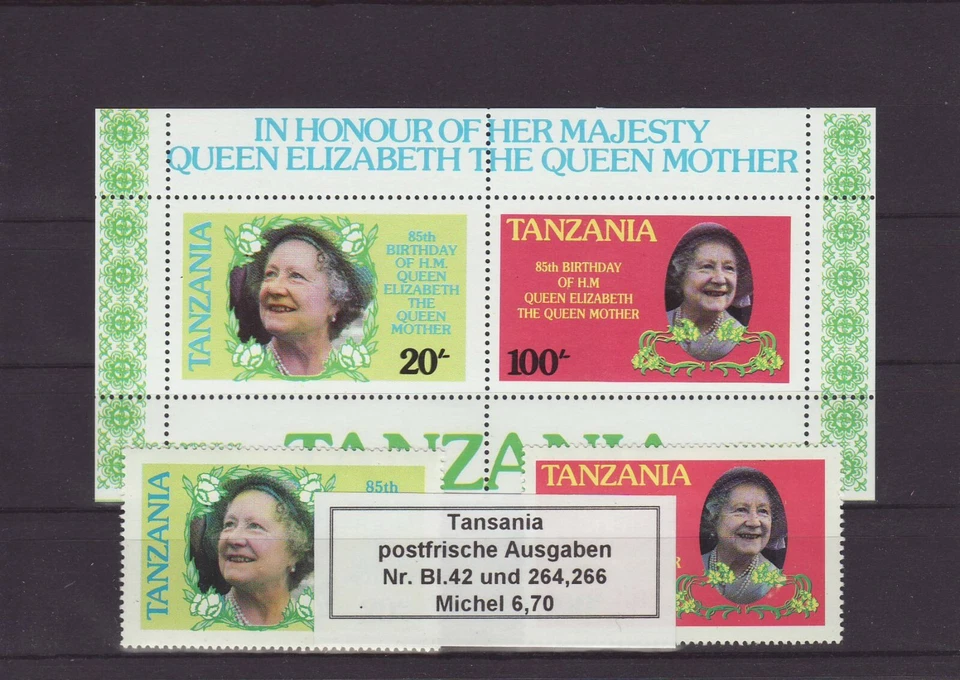 IN HONOUR OF HER MAJESTY
QUEEN ELIZABETH THE QUEEN MOTHER
TANZANIA
85th
BIRTHDAY
OF H.M.
QUEEN
ELIZABETH
THE
QUEEN
MOTHER
20/-
TANZANIA
85th BIRTHDAY
OF H.M
QUEEN ELIZABETH
THE QUEEN MOTHER
100/-
TANZANIA
TANZANIA
85th
TANZANIA
Tansania
postfrische Ausgaben
Nr. Bl.42 und 264,266
Michel 6,70